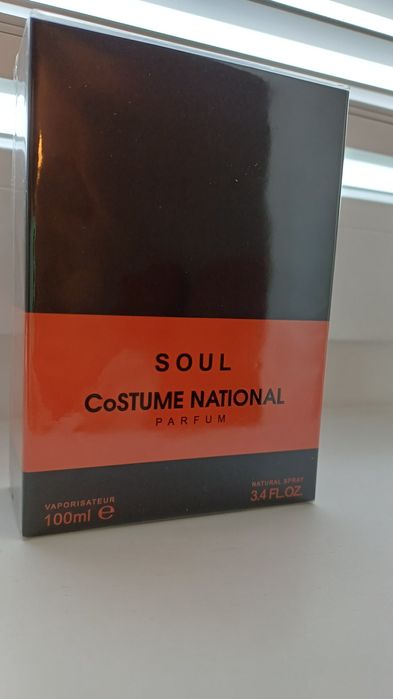 SOUL
CoSTUME NATIONAL
PARFUM
VAPORISATEUR
100ml ℮
NATURAL SPRAY
3.4 FL.OZ.